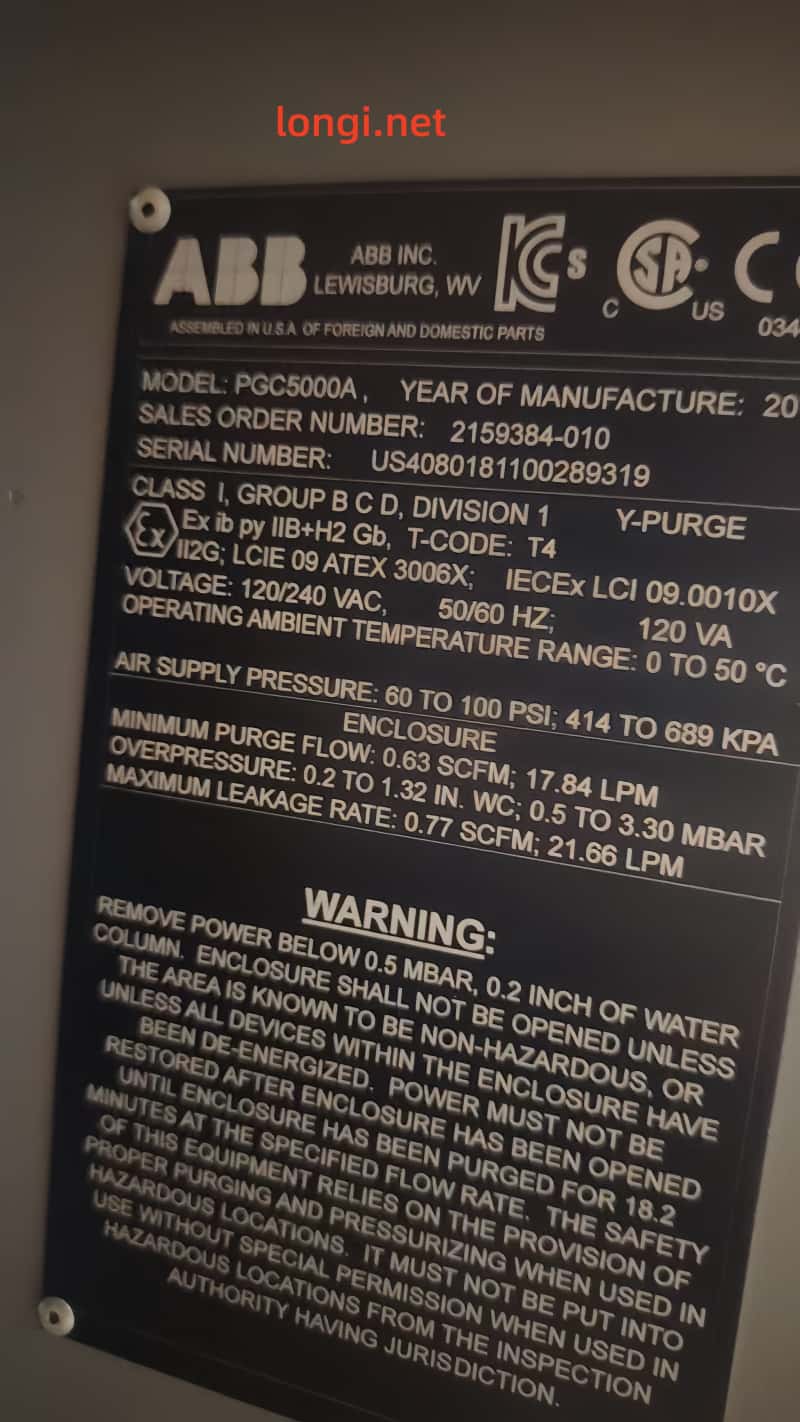 longi.net
ABB
ABB INC.
LEWISBURG, WV
KCs
CSA
C US
034
ASSEMBLED IN U.S.A. OF FOREIGN AND DOMESTIC PARTS
MODEL: PGC5000A, YEAR OF MANUFACTURE: 20
SALES ORDER NUMBER: 2159384-010
SERIAL NUMBER: US4080181100289319
CLASS I, GROUP B C D, DIVISION 1 Y-PURGE
Ex Ex ib py IIB+H2 Gb, T-CODE: T4
II2G; LCIE 09 ATEX 3006X; IECEx LCI 09.0010X
VOLTAGE: 120/240 VAC, 50/60 HZ; 120 VA
OPERATING AMBIENT TEMPERATURE RANGE: 0 TO 50 °C
AIR SUPPLY PRESSURE: 60 TO 100 PSI; 414 TO 689 KPA
ENCLOSURE
MINIMUM PURGE FLOW: 0.63 SCFM; 17.84 LPM
OVERPRESSURE: 0.2 TO 1.32 IN. WC; 0.5 TO 3.30 MBAR
MAXIMUM LEAKAGE RATE: 0.77 SCFM; 21.66 LPM
WARNING:
REMOVE POWER BELOW 0.5 MBAR, 0.2 INCH OF WATER
COLUMN. ENCLOSURE SHALL NOT BE OPENED UNLESS
THE AREA IS KNOWN TO BE NON-HAZARDOUS, OR
UNLESS ALL DEVICES WITHIN THE ENCLOSURE HAVE
BEEN DE-ENERGIZED. POWER MUST NOT BE
RESTORED AFTER ENCLOSURE HAS BEEN OPENED
UNTIL ENCLOSURE HAS BEEN PURGED FOR 18.2
MINUTES AT THE SPECIFIED FLOW RATE. THE SAFETY
OF THIS EQUIPMENT RELIES ON THE PROVISION OF
PROPER PURGING AND PRESSURIZING WHEN USED IN
HAZARDOUS LOCATIONS. IT MUST NOT BE PUT INTO
USE WITHOUT SPECIAL PERMISSION WHEN USED IN
HAZARDOUS LOCATIONS FROM THE INSPECTION
AUTHORITY HAVING JURISDICTION.